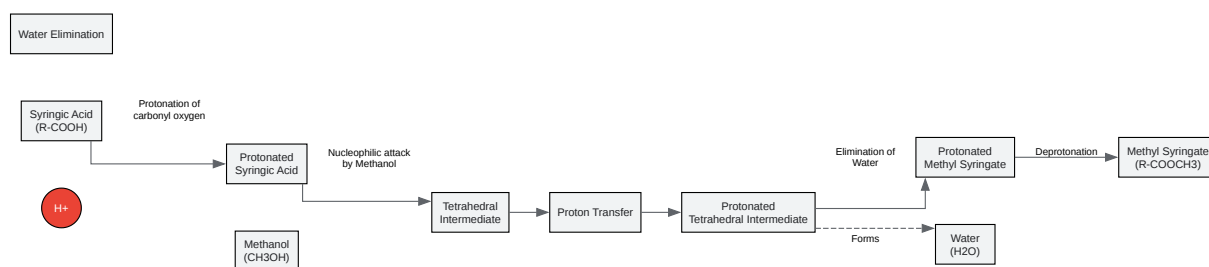 Water Elimination
Syringic Acid
(R-COOH)
Protonation of
carbonyl oxygen
H+
Protonated
Syringic Acid
Nucleophilic attack
by Methanol
Methanol
(CH3OH)
Tetrahedral
Intermediate
Proton Transfer
Protonated
Tetrahedral Intermediate
Elimination of
Water
Forms
Protonated
Methyl Syringate
Water
(H2O)
Deprotonation
Methyl Syringate
(R-COOCH3)